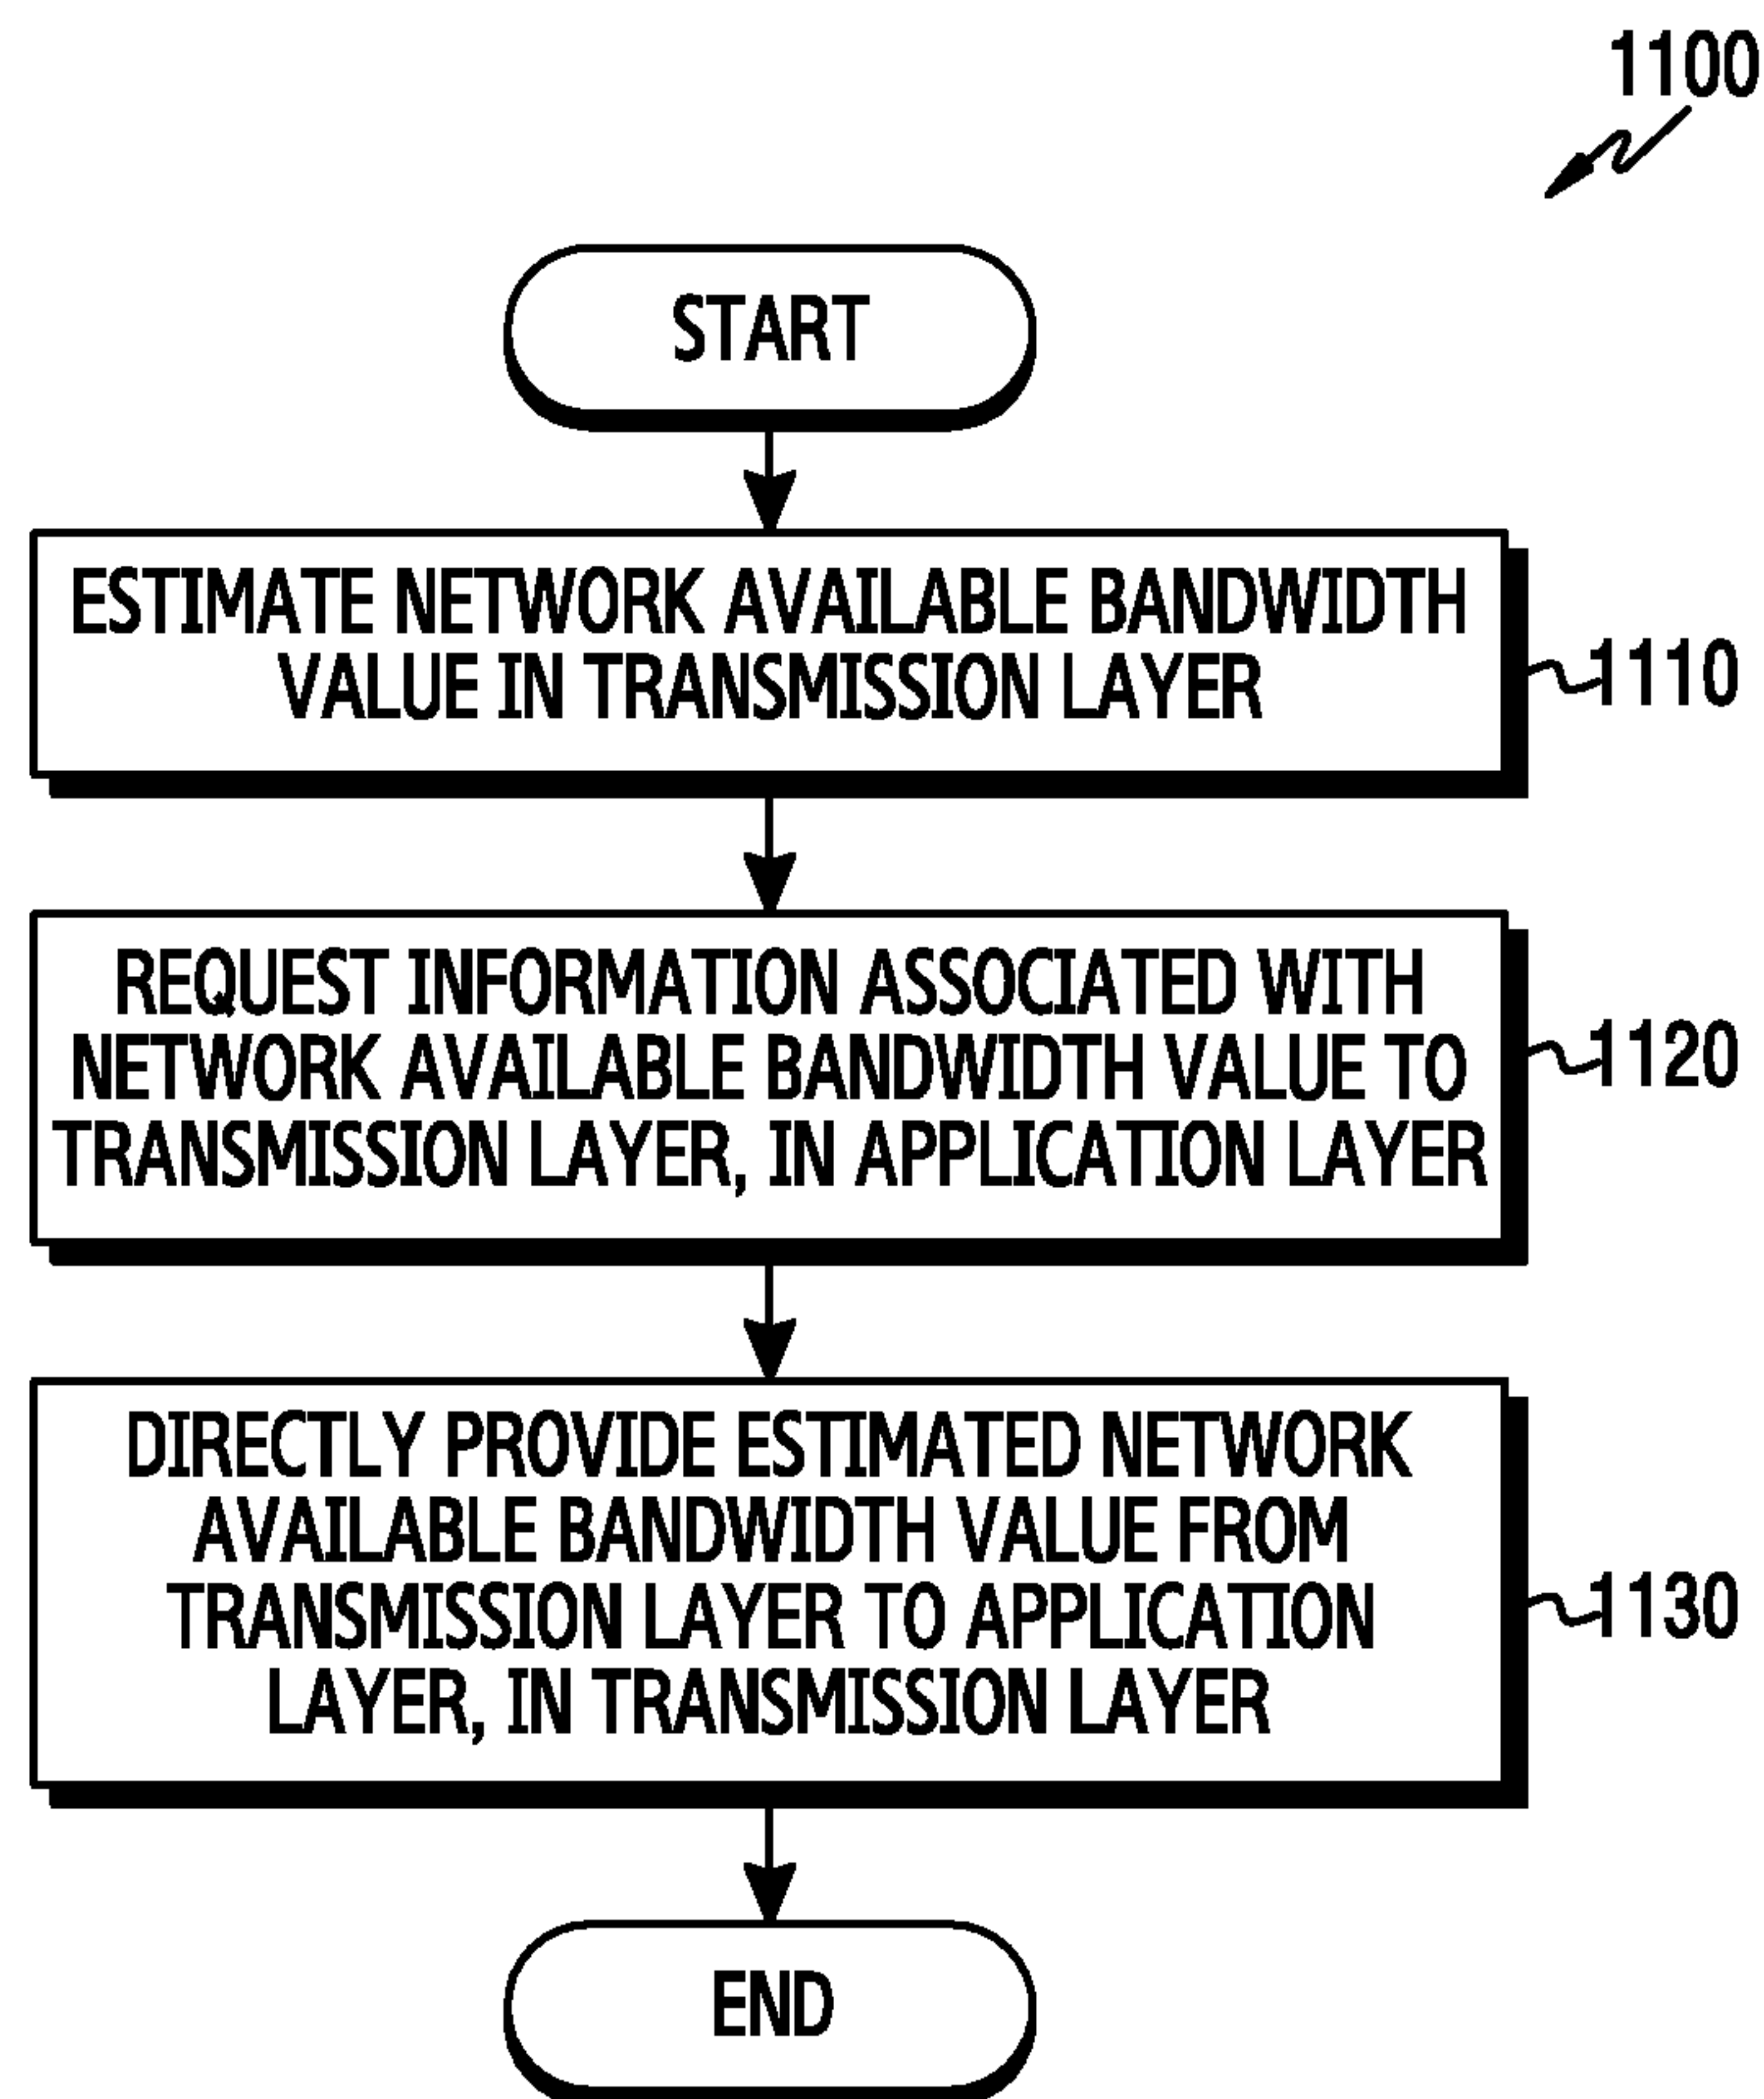 1100
START
ESTIMATE NETWORK AVAILABLE BANDWIDTH
VALUE IN TRANSMISSION LAYER
1110
REQUEST INFORMATION ASSOCIATED WITH
NETWORK AVAILABLE BANDWIDTH VALUE TO
TRANSMISSION LAYER, IN APPLICATION LAYER
1120
DIRECTLY PROVIDE ESTIMATED NETWORK
AVAILABLE BANDWIDTH VALUE FROM
TRANSMISSION LAYER TO APPLICATION
LAYER, IN TRANSMISSION LAYER
1130
END